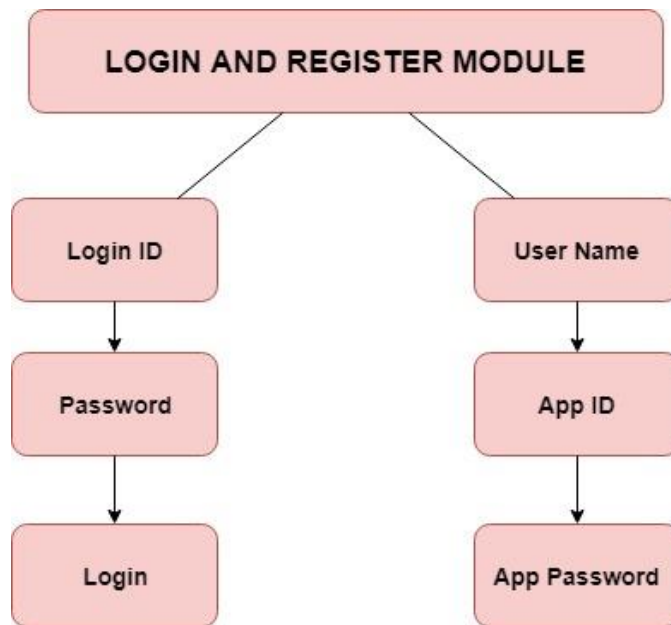 LOGIN AND REGISTER MODULE
Login ID
User Name
Password
App ID
Login
App Password